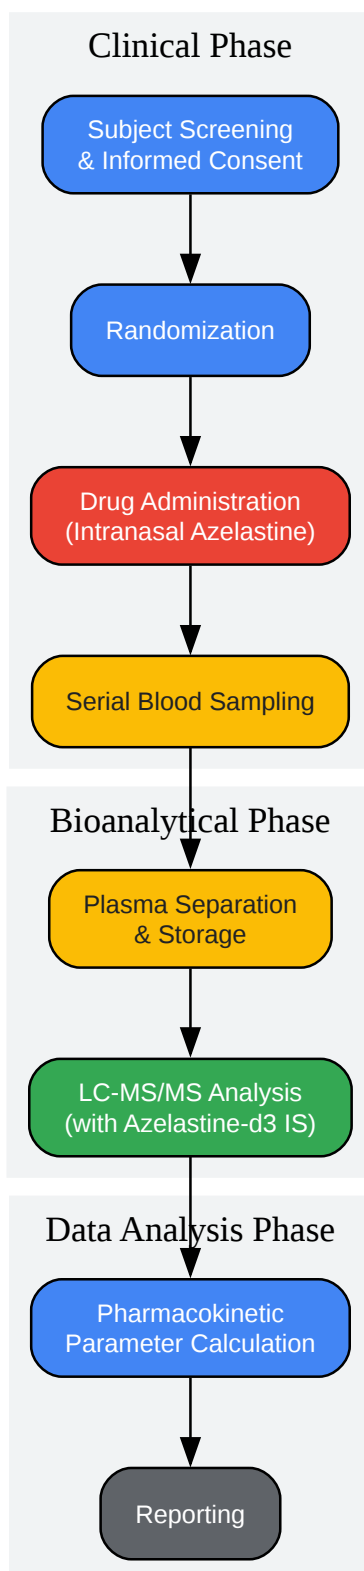 Clinical Phase
Subject Screening
& Informed Consent
Randomization
Drug Administration
(Intranasal Azelastine)
Serial Blood Sampling
Bioanalytical Phase
Plasma Separation
& Storage
LC-MS/MS Analysis
(with Azelastine-d3 IS)
Data Analysis Phase
Pharmacokinetic
Parameter Calculation
Reporting